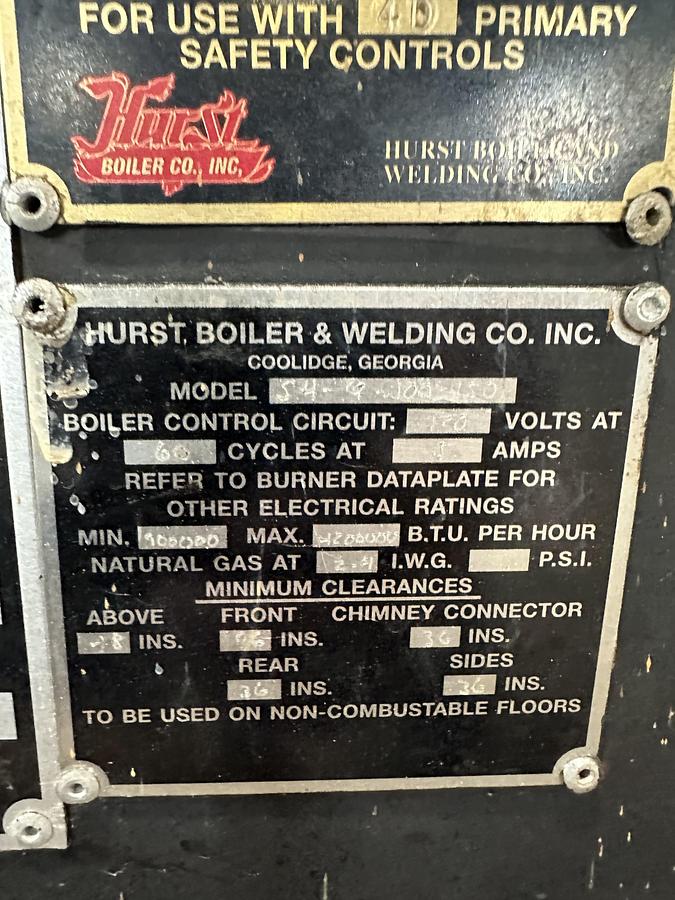 FOR USE WITH 4D PRIMARY
SAFETY CONTROLS
Hurst
BOILER CO., INC,
HURST BOILER AND
WELDING CO., INC.
HURST BOILER & WELDING CO. INC.
COOLIDGE, GEORGIA
MODEL
BOILER CONTROL CIRCUIT: 120 VOLTS AT
60 CYCLES AT 5 AMPS
REFER TO BURNER DATAPLATE FOR
OTHER ELECTRICAL RATINGS
MIN. 900000 MAX. 4200000 B.T.U. PER HOUR
NATURAL GAS AT I.W.G. P.S.I.
MINIMUM CLEARANCES
ABOVE FRONT CHIMNEY CONNECTOR
INS. INS. 36 INS.
REAR SIDES
36 INS. 36 INS.
TO BE USED ON NON-COMBUSTABLE FLOORS